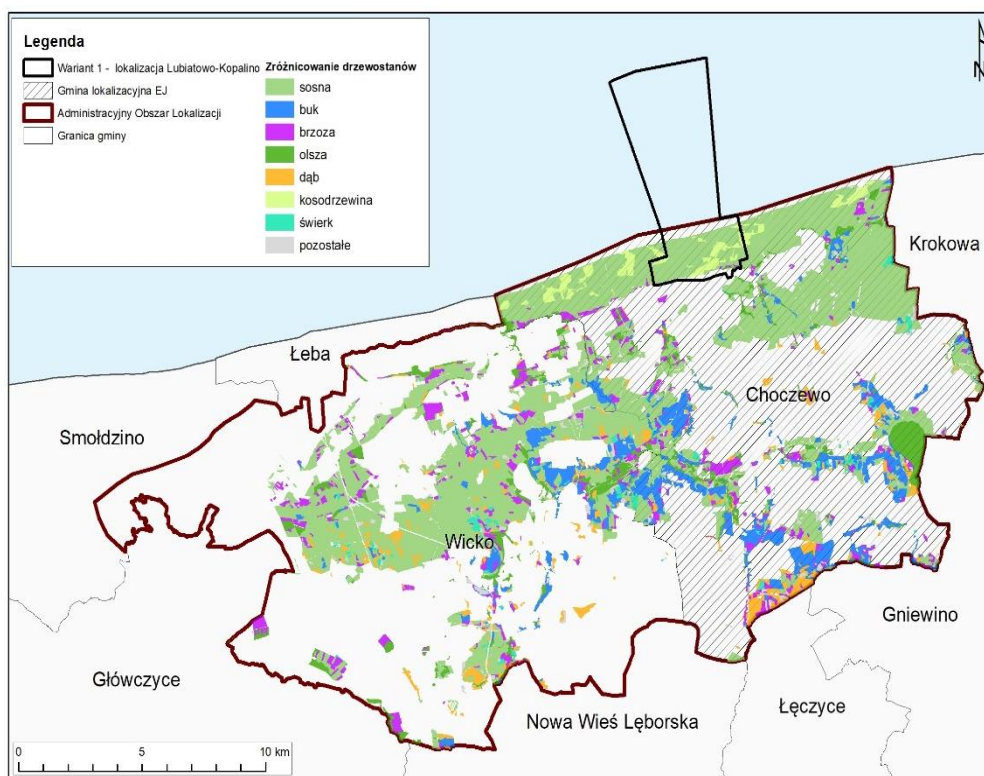 Legenda
Wariant 1 - lokalizacja Lubiatowo-Kopalino
Gmina lokalizacyjna EJ
Administracyjny Obszar Lokalizacji
Granica gminy
Zróżnicowanie drzewostanów
sosna
buk
brzoza
olsza
dąb
kosodrzewina
świerk
pozostałe
N
Krokowa
Łeba
Choczewo
Smołdzino
Wicko
Gniewino
Główczyce
Łęczyce
Nowa Wieś Lęborska
0 5 10 km